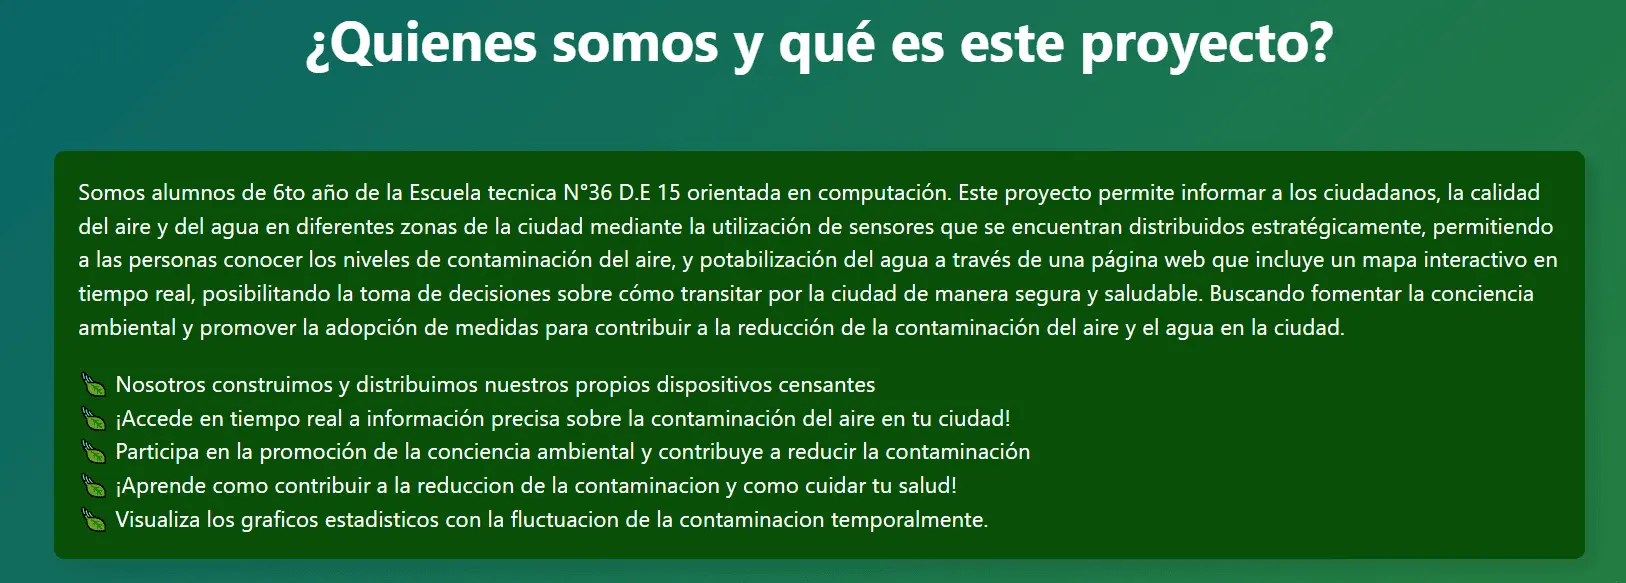 ¿Quienes somos y qué es este proyecto?
Somos alumnos de 6to año de la Escuela tecnica N°36 D.E 15 orientada en computación. Este proyecto permite informar a los ciudadanos, la calidad
del aire y del agua en diferentes zonas de la ciudad mediante la utilización de sensores que se encuentran distribuidos estratégicamente, permitiendo
a las personas conocer los niveles de contaminación del aire, y potabilización del agua a través de una página web que incluye un mapa interactivo en
tiempo real, posibilitando la toma de decisiones sobre cómo transitar por la ciudad de manera segura y saludable. Buscando fomentar la conciencia
ambiental y promover la adopción de medidas para contribuir a la reducción de la contaminación del aire y el agua en la ciudad.
Nosotros construimos y distribuimos nuestros propios dispositivos censantes
¡Accede en tiempo real a información precisa sobre la contaminación del aire en tu ciudad!
Participa en la promoción de la conciencia ambiental y contribuye a reducir la contaminación
¡Aprende como contribuir a la reduccion de la contaminacion y como cuidar tu salud!
Visualiza los graficos estadisticos con la fluctuacion de la contaminacion temporalmente.